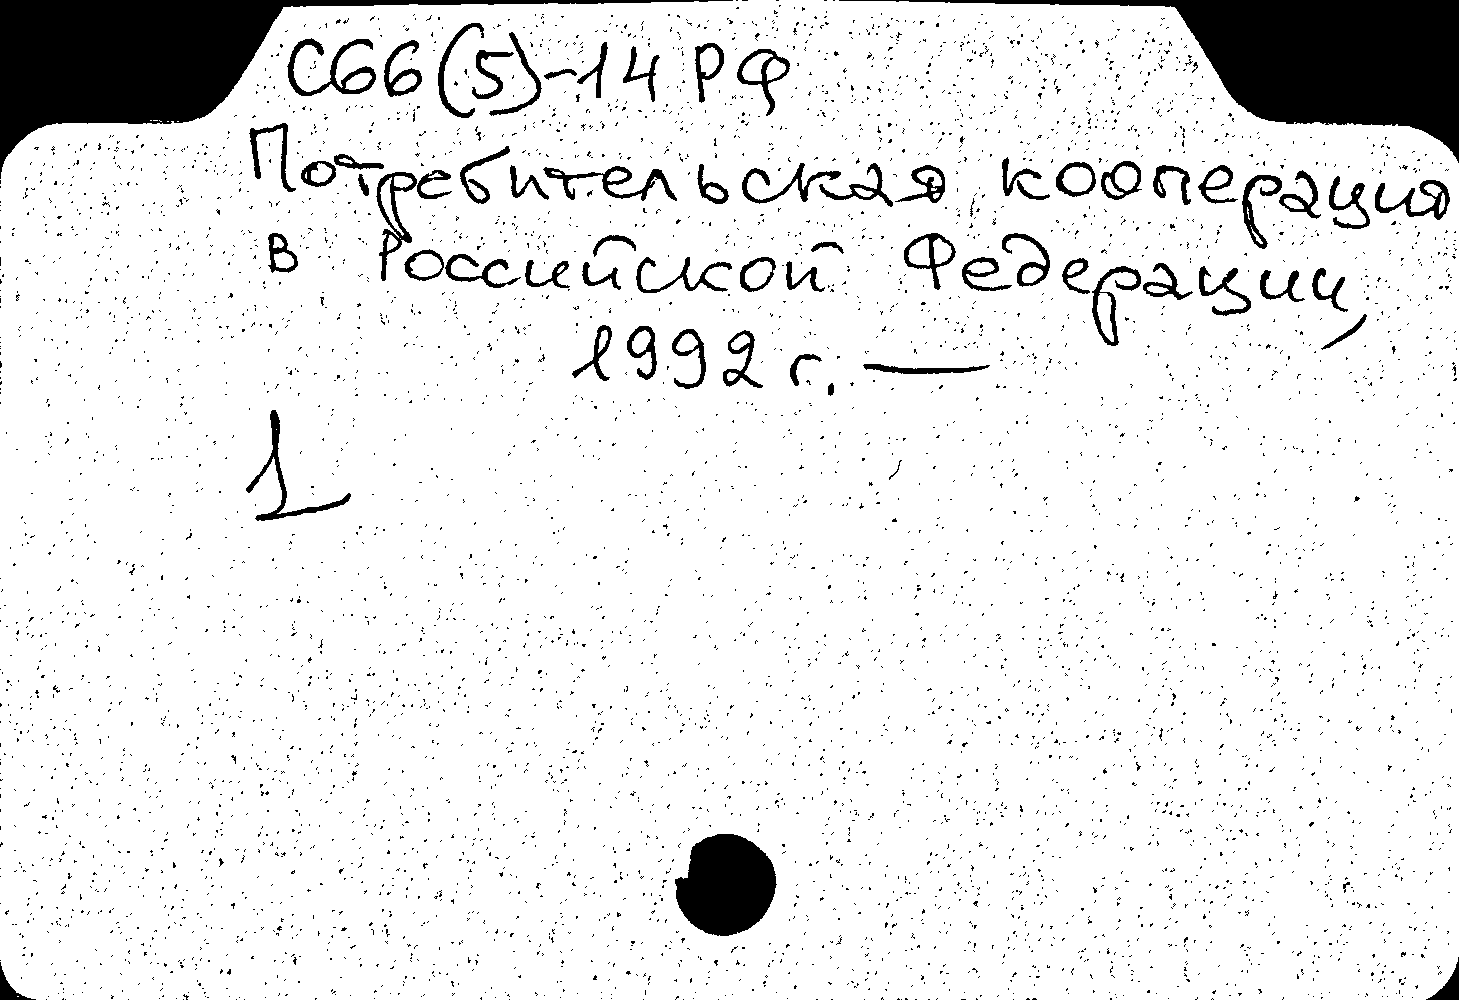 С66(5)-14 РФ
Потребительская кооперация
в Российской Федерации,
1992 г. —
1